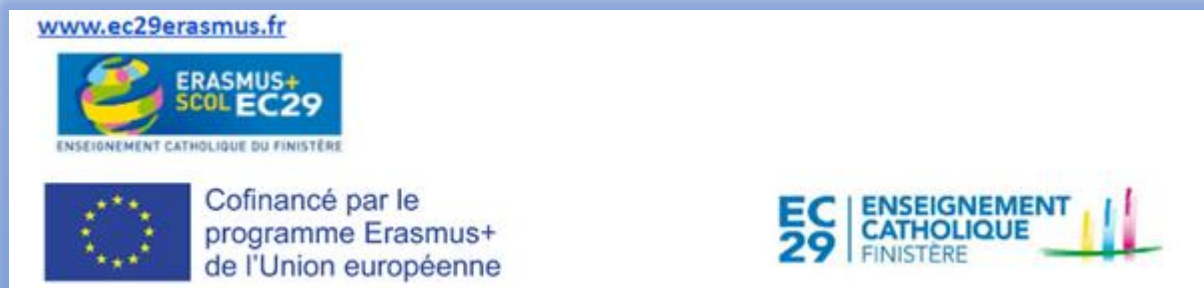 www.ec29erasmus.fr
ERASMUS+
SCOL EC29
ENSEIGNEMENT CATHOLIQUE DU FINISTÈRE
Cofinancé par le
programme Erasmus+
de l'Union européenne
EC
29
ENSEIGNEMENT
CATHOLIQUE
FINISTÈRE